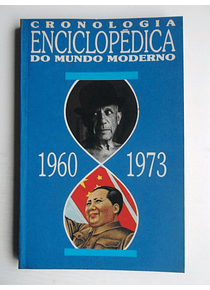 CRONOLOGIA
ENCICLOPÉDICA
DO MUNDO MODERNO
1960 1973